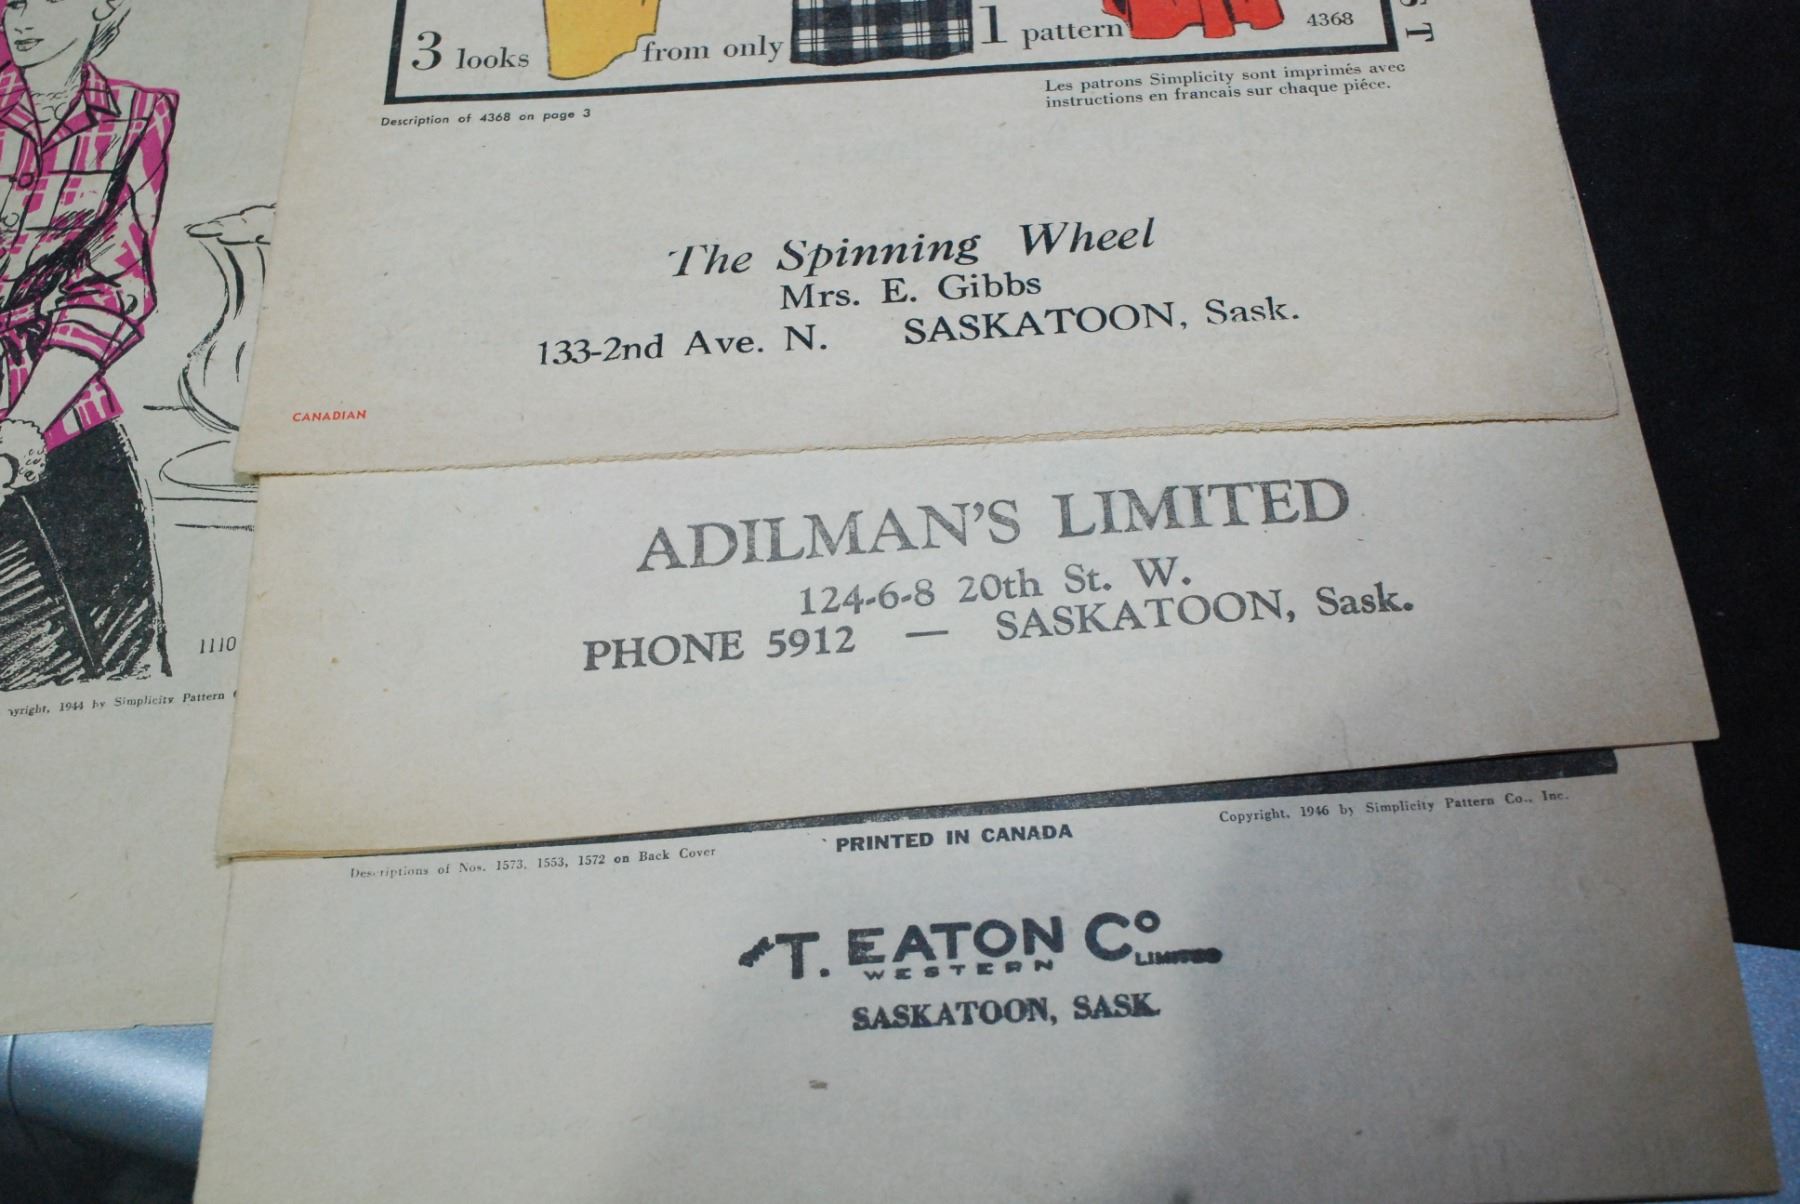 3 looks from only 1 pattern
4368
Description of 4368 on page 3
Les patrons Simplicity sont imprimés avec
instructions en francais sur chaque piéce.
The Spinning Wheel
Mrs. E. Gibbs
133-2nd Ave. N. SASKATOON, Sask.
CANADIAN
ADILMAN'S LIMITED
124-6-8 20th St. W.
PHONE 5912 — SASKATOON, Sask.
1110
1944 by Simplicity Pattern
Descriptions of Nos. 1573, 1553, 1572 on Back Cover
PRINTED IN CANADA
Copyright, 1946 by Simplicity Pattern Co., Inc.
THE T. EATON Co LIMITED
WESTERN
SASKATOON, SASK.